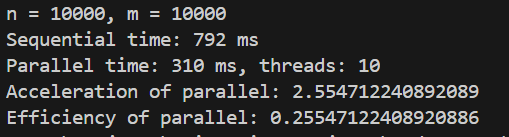 n = 10000, m = 10000
Sequential time: 792 ms
Parallel time: 310 ms, threads: 10
Acceleration of parallel: 2.554712240892089
Efficiency of parallel: 0.25547122408920886